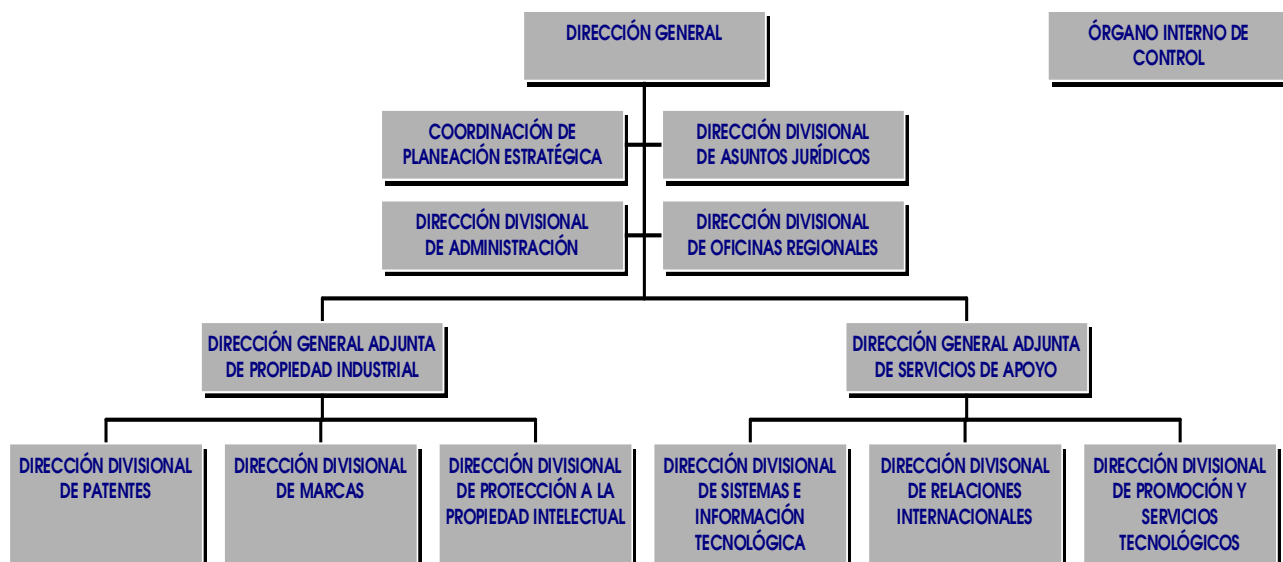 DIRECCIÓN GENERAL
ÓRGANO INTERNO DE
CONTROL
COORDINACIÓN DE
PLANEACIÓN ESTRATÉGICA
DIRECCIÓN DIVISIONAL
DE ASUNTOS JURÍDICOS
DIRECCIÓN DIVISIONAL
DE ADMINISTRACIÓN
DIRECCIÓN DIVISIONAL
DE OFICINAS REGIONALES
DIRECCIÓN GENERAL ADJUNTA
DE PROPIEDAD INDUSTRIAL
DIRECCIÓN GENERAL ADJUNTA
DE SERVICIOS DE APOYO
DIRECCIÓN DIVISIONAL
DE PATENTES
DIRECCIÓN DIVISIONAL
DE MARCAS
DIRECCIÓN DIVISIONAL
DE PROTECCIÓN A LA
PROPIEDAD INTELECTUAL
DIRECCIÓN DIVISIONAL
DE SISTEMAS E
INFORMACIÓN
TECNOLÓGICA
DIRECCIÓN DIVISONAL
DE RELACIONES
INTERNACIONALES
DIRECCIÓN DIVISIONAL
DE PROMOCIÓN Y
SERVICIOS
TECNOLÓGICOS